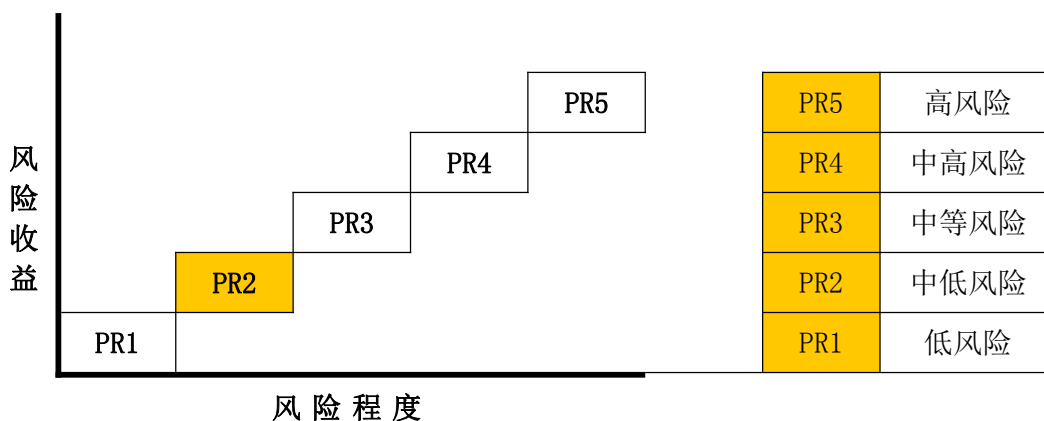 风险收益
PR5
PR4
PR3
PR2
PR1
风险程度
PR5 高风险
PR4 中高风险
PR3 中等风险
PR2 中低风险
PR1 低风险